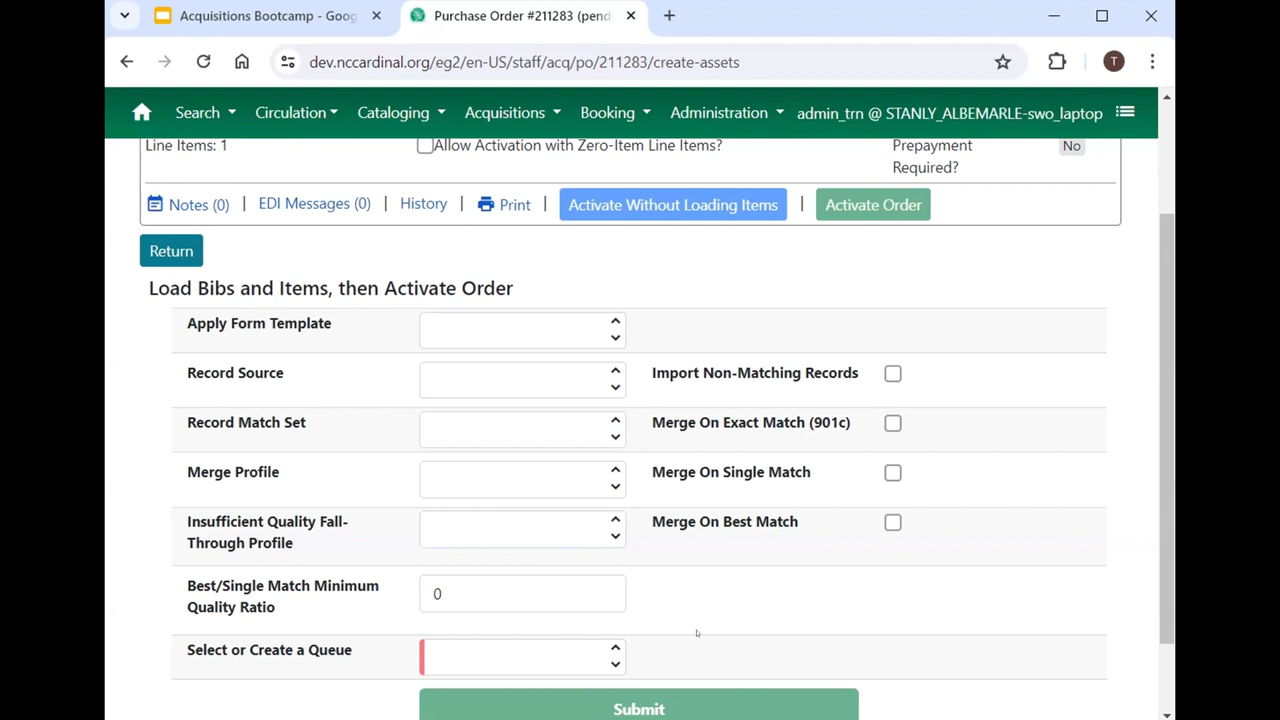 Acquisitions Bootcamp - Goog
Purchase Order #211283 (pend
dev.nccardinal.org/eg2/en-US/staff/acq/po/211283/create-assets
T
Search
Circulation
Cataloging
Acquisitions
Booking
Administration
admin_trn @ STANLY_ALBEMARLE-swo_laptop
Line Items: 1
Allow Activation with Zero-Item Line Items?
Prepayment
Required?
No
Notes (0) | EDI Messages (0) | History | Print | Activate Without Loading Items | Activate Order
Return
Load Bibs and Items, then Activate Order
Apply Form Template
Record Source
Import Non-Matching Records
Record Match Set
Merge On Exact Match (901c)
Merge Profile
Merge On Single Match
Insufficient Quality Fall-
Through Profile
Merge On Best Match
Best/Single Match Minimum
Quality Ratio
0
Select or Create a Queue
Submit